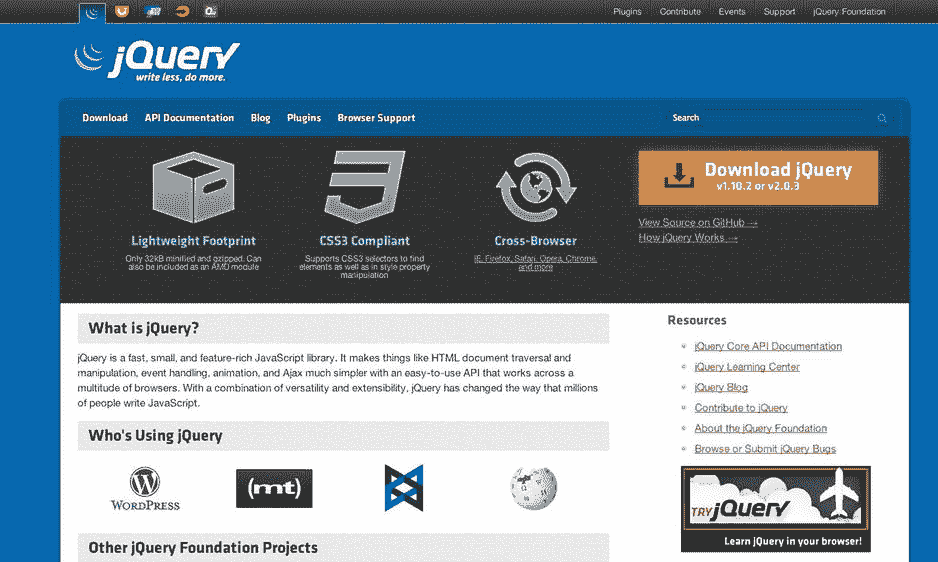 Plugins Contribute Events Support jQuery Foundation
jQuery
write less, do more.
Download API Documentation Blog Plugins Browser Support
Search
Lightweight Footprint
Only 32kB minified and gzipped. Can
also be included as an AMD module
CSS3 Compliant
Supports CSS3 selectors to find
elements as well as in style property
manipulation
Cross-Browser
IE, Firefox, Safari, Opera, Chrome,
and more
Download jQuery
v1.10.2 or v2.0.3
View Source on GitHub →
How jQuery Works →
What is jQuery?
jQuery is a fast, small, and feature-rich JavaScript library. It makes things like HTML document traversal and
manipulation, event handling, animation, and Ajax much simpler with an easy-to-use API that works across a
multitude of browsers. With a combination of versatility and extensibility, jQuery has changed the way that millions
of people write JavaScript.
Who's Using jQuery
WORDPRESS
(mt)
Other jQuery Foundation Projects
Resources
jQuery Core API Documentation
jQuery Learning Center
jQuery Blog
Contribute to jQuery
About the jQuery Foundation
Browse or Submit jQuery Bugs
TRY jQuery
Learn jQuery in your browser!